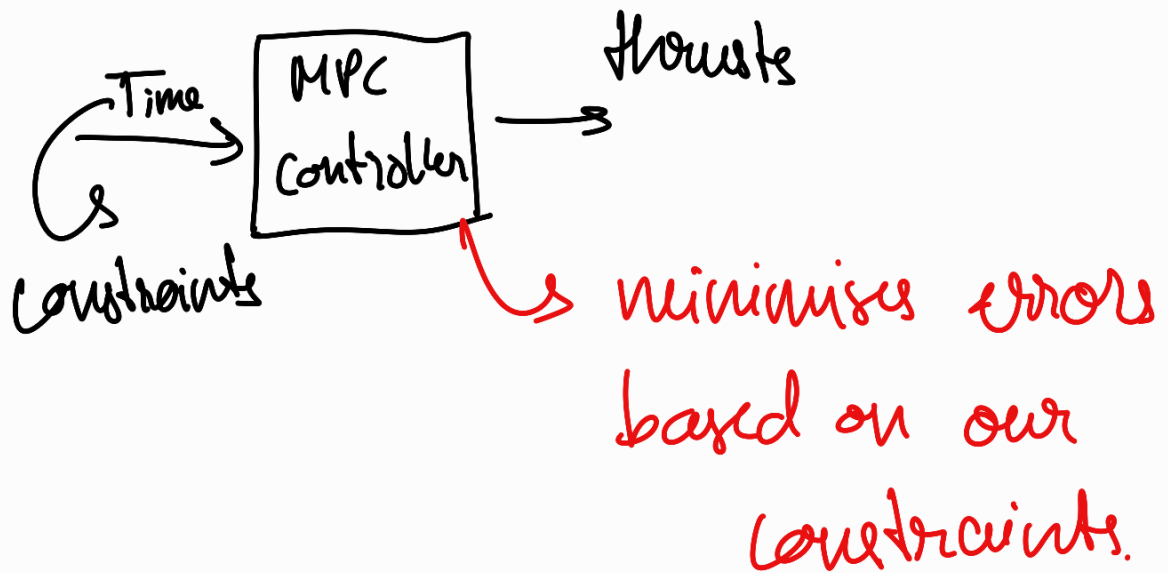 Time
MPC
Controller
thrusts
constraints
minimises errors
based on our
constraints.